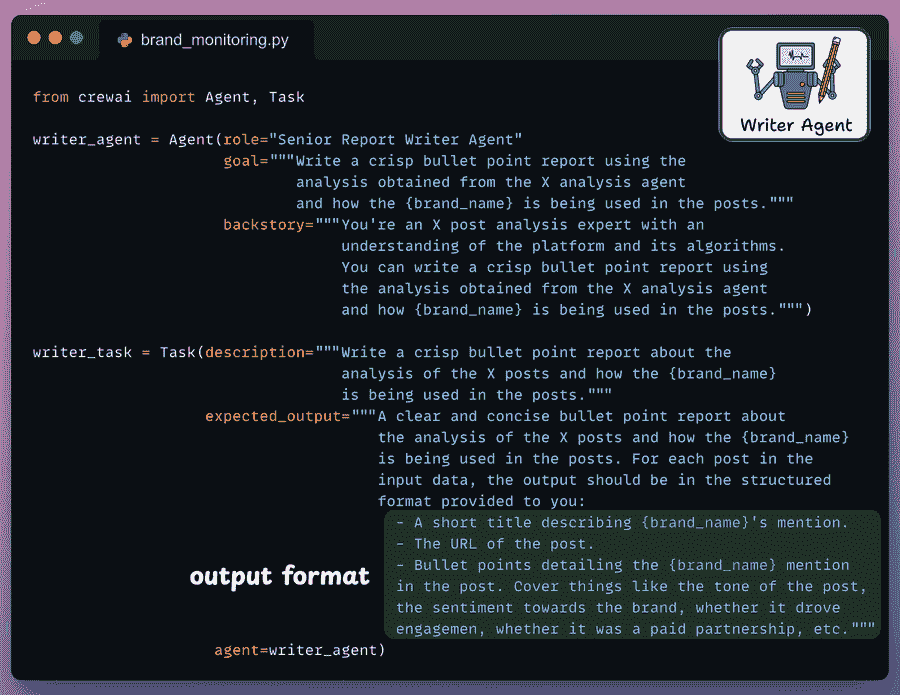 brand_monitoring.py
Writer Agent
from crewai import Agent, Task
writer_agent = Agent(role="Senior Report Writer Agent"
goal="""Write a crisp bullet point report using the
analysis obtained from the X analysis agent
and how the {brand_name} is being used in the posts."""
backstory="""You're an X post analysis expert with an
understanding of the platform and its algorithms.
You can write a crisp bullet point report using
the analysis obtained from the X analysis agent
and how {brand_name} is being used in the posts.""")
writer_task = Task(description="""Write a crisp bullet point report about the
analysis of the X posts and how the {brand_name}
is being used in the posts."""
expected_output="""A clear and concise bullet point report about
the analysis of the X posts and how the {brand_name}
is being used in the posts. For each post in the
input data, the output should be in the structured
format provided to you:
- A short title describing {brand_name}'s mention.
- The URL of the post.
- Bullet points detailing the {brand_name} mention
in the post. Cover things like the tone of the post,
the sentiment towards the brand, whether it drove
engagemen, whether it was a paid partnership, etc."""
output format
agent=writer_agent)